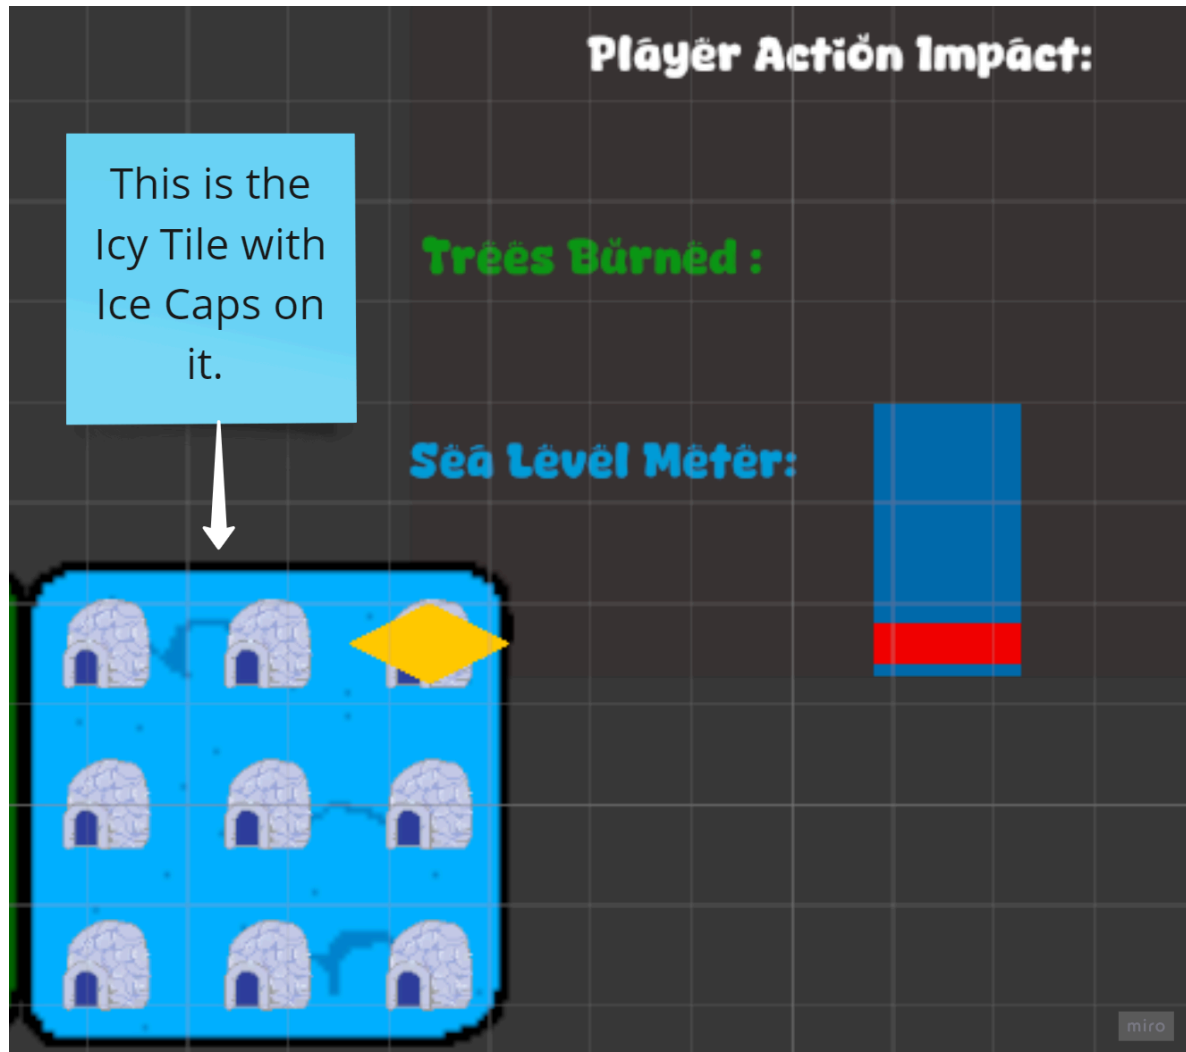 Player Action Impact:
This is the
Icy Tile with
Ice Caps on
it.
Trees Burned :
Sea Level Meter:
miro